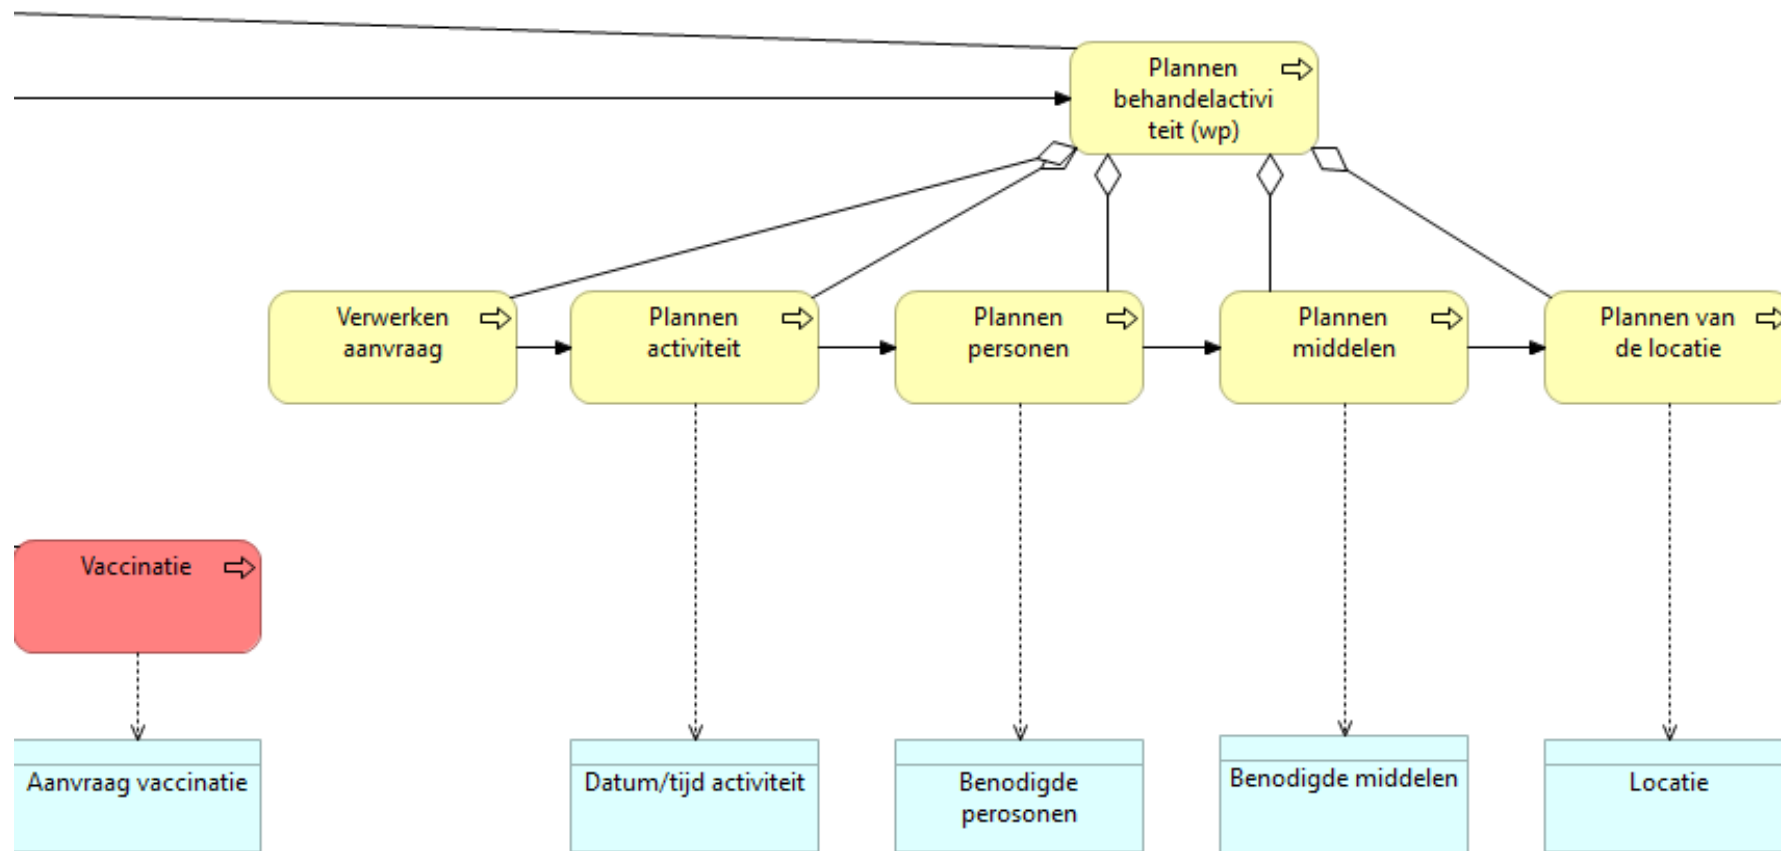 Plannen
behandelactivi
teit (wp)
Verwerken
aanvraag
Plannen
activiteit
Plannen
personen
Plannen
middelen
Plannen van
de locatie
Vaccinatie
Aanvraag vaccinatie
Datum/tijd activiteit
Benodigde
perosonen
Benodigde middelen
Locatie